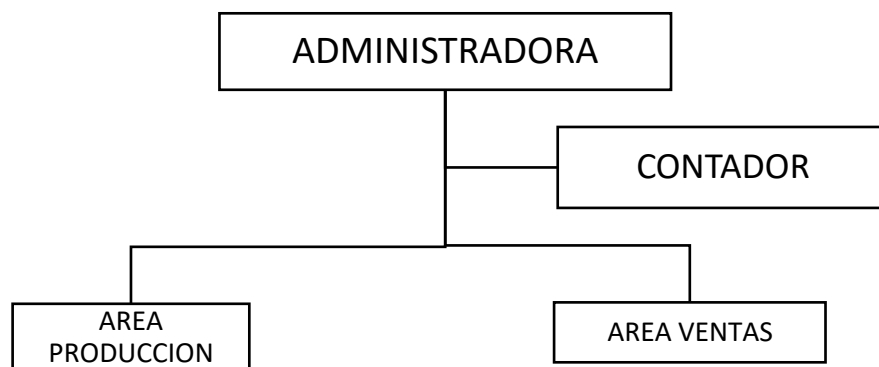 ADMINISTRADORA
CONTADOR
AREA
PRODUCCION
AREA VENTAS